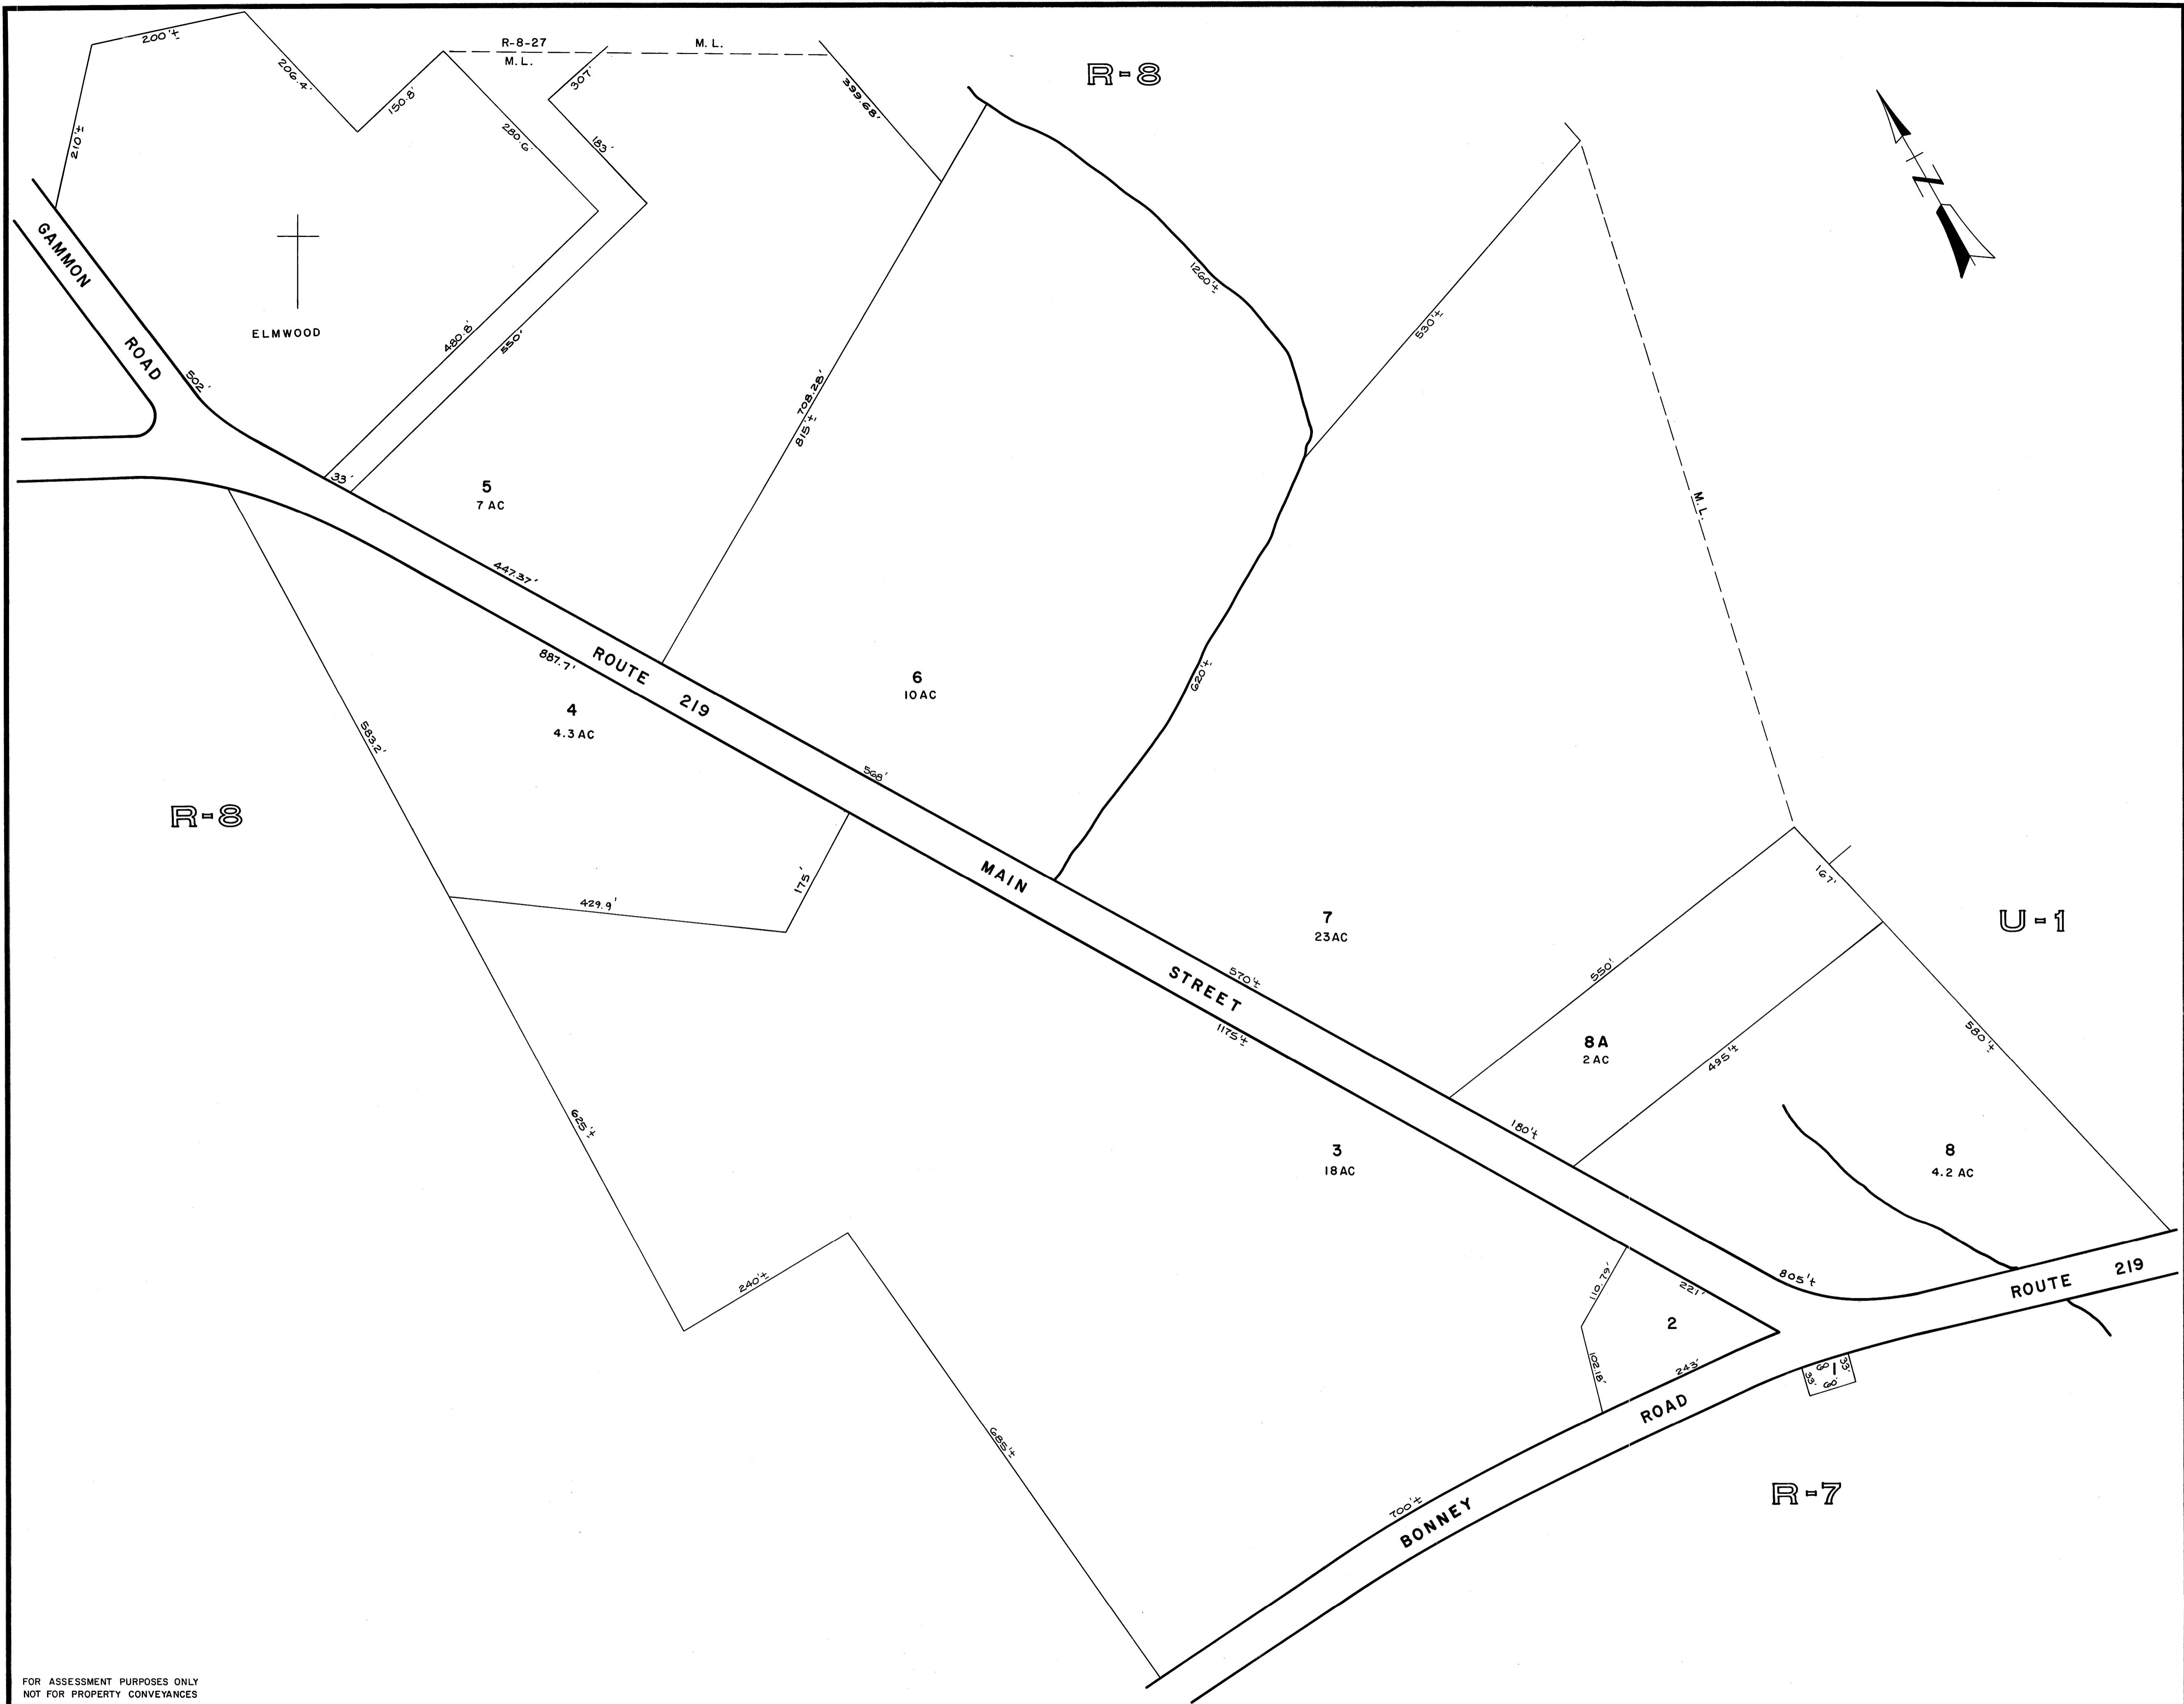 200'±
206.4'
150.8'
R-8-27
M.L.
M.L.
307'
183'
280.6'
399.68'
R-8
210'±
N
GAMMON
ROAD
ELMWOOD
502'
480.8'
550'
33'
1260'±
530'±
708.28'
815'±
M.L.
5
7 AC
447.37'
887.7'
ROUTE 219
4
4.3 AC
583.2'
6
10 AC
620'±
568'
R-8
175'
429.9'
MAIN
STREET
7
23 AC
570'±
1175'±
167'
U-1
550'
8A
2 AC
495'±
580'±
180'±
625'±
3
18 AC
8
4.2 AC
240'±
110.79'
221'
805'±
ROUTE 219
2
102.18'
243'
60'
1
33'
33'
60'
ROAD
BONNEY
700'±
685'±
R-7
FOR ASSESSMENT PURPOSES ONLY
NOT FOR PROPERTY CONVEYANCES